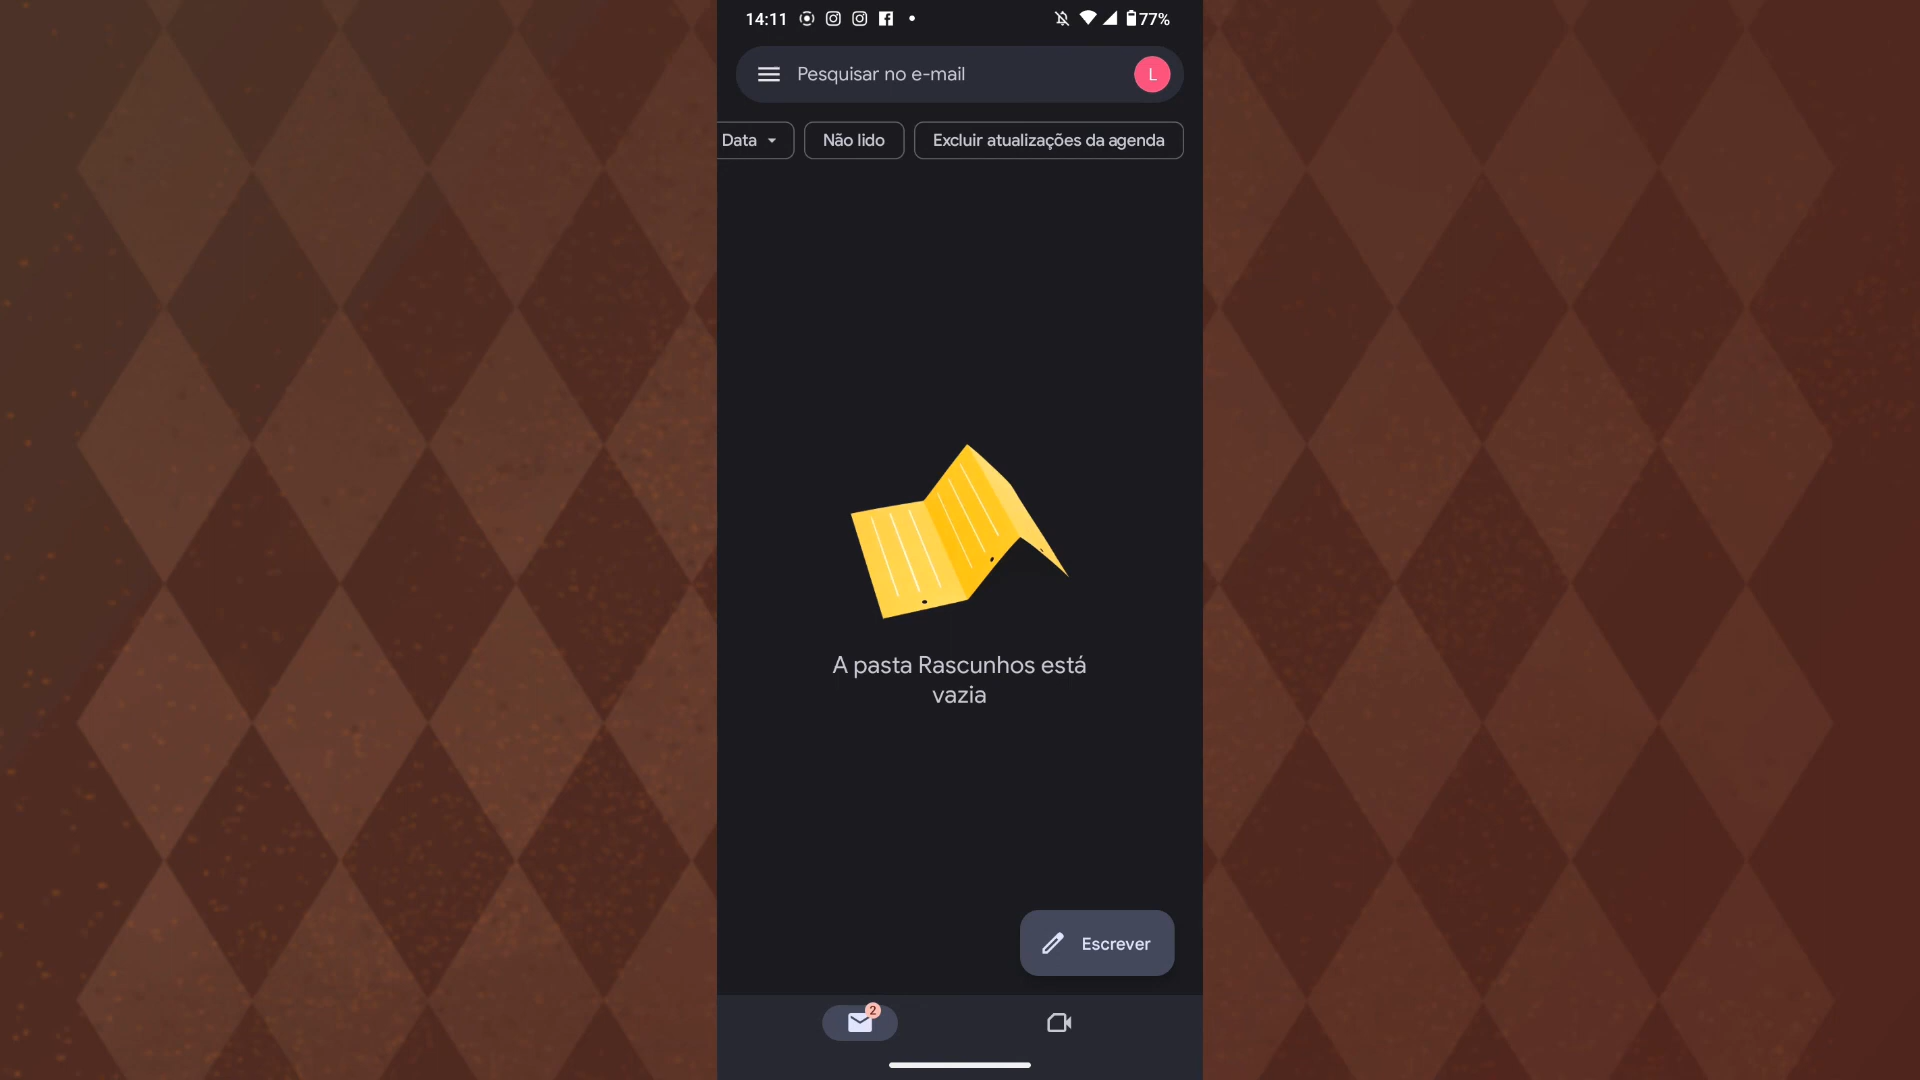 14:11
77%
Pesquisar no e-mail
L
Data
Não lido
Excluir atualizações da agenda
A pasta Rascunhos está
vazia
Escrever
2